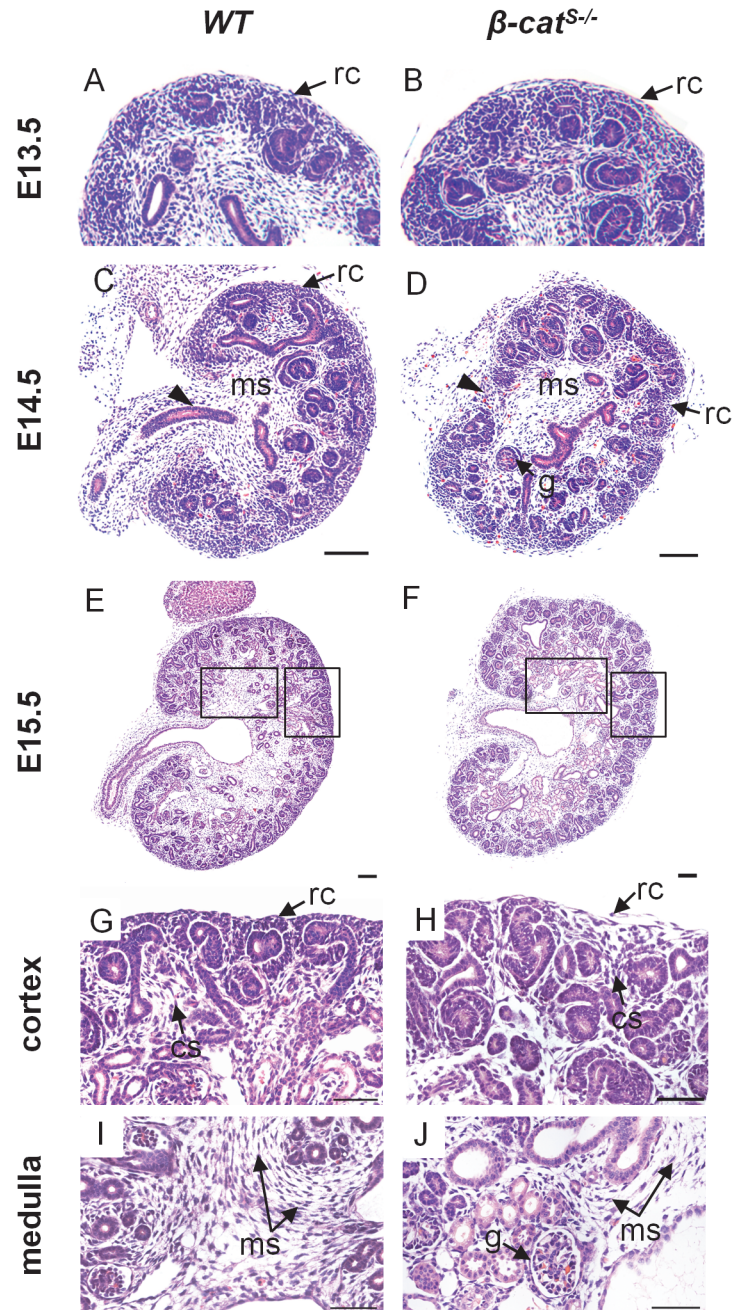 WT β-cat^S-/-
E13.5
A rc
B rc
E14.5
C rc
ms
D
ms
rc
g
E15.5
E
F
cortex
G rc
cs
H rc
cs
medulla
I
ms
J
ms
g